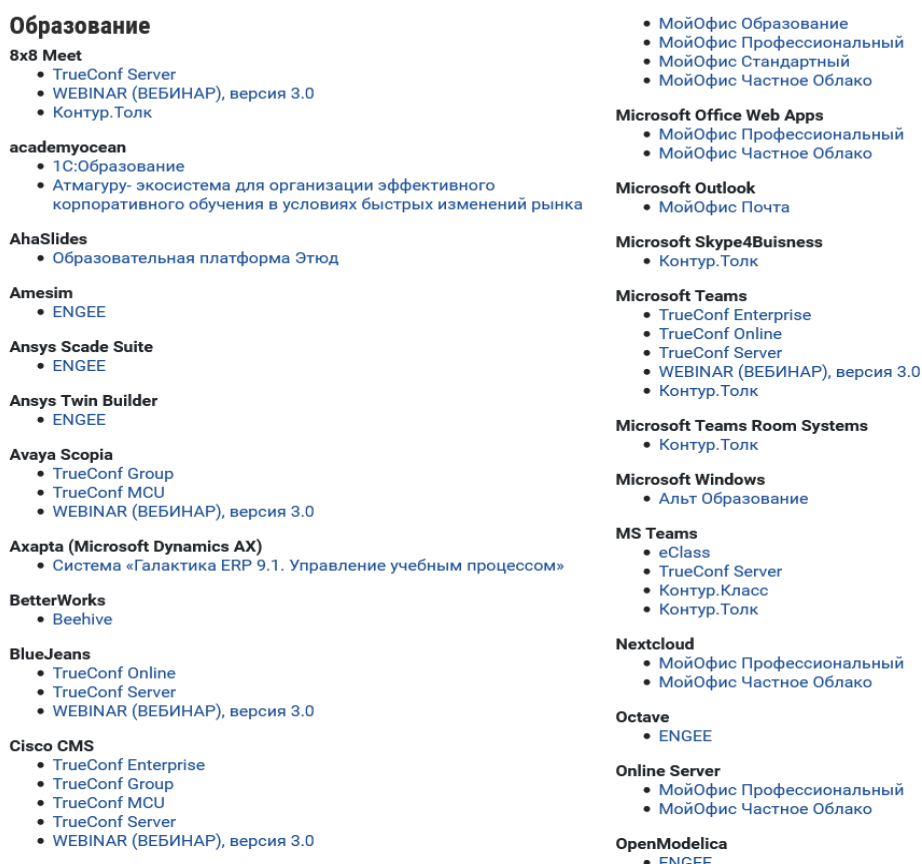 Образование
8x8 Meet
TrueConf Server
WEBINAR (ВЕБИНАР), версия 3.0
Контур.Толк
academyocean
1С:Образование
Атмагуру- экосистема для организации эффективного
корпоративного обучения в условиях быстрых изменений рынка
AhaSlides
Образовательная платформа Этюд
Amesim
ENGEE
Ansys Scade Suite
ENGEE
Ansys Twin Builder
ENGEE
Avaya Scopia
TrueConf Group
TrueConf MCU
WEBINAR (ВЕБИНАР), версия 3.0
Axapta (Microsoft Dynamics AX)
Система «Галактика ERP 9.1. Управление учебным процессом»
BetterWorks
Beehive
BlueJeans
TrueConf Online
TrueConf Server
WEBINAR (ВЕБИНАР), версия 3.0
Cisco CMS
TrueConf Enterprise
TrueConf Group
TrueConf MCU
TrueConf Server
WEBINAR (ВЕБИНАР), версия 3.0
МойОфис Образование
МойОфис Профессиональный
МойОфис Стандартный
МойОфис Частное Облако
Microsoft Office Web Apps
МойОфис Профессиональный
МойОфис Частное Облако
Microsoft Outlook
МойОфис Почта
Microsoft Skype4Buisness
Контур.Толк
Microsoft Teams
TrueConf Enterprise
TrueConf Online
TrueConf Server
WEBINAR (ВЕБИНАР), версия 3.0
Контур.Толк
Microsoft Teams Room Systems
Контур.Толк
Microsoft Windows
Альт Образование
MS Teams
eClass
TrueConf Server
Контур.Класс
Контур.Толк
Nextcloud
МойОфис Профессиональный
МойОфис Частное Облако
Octave
ENGEE
Online Server
МойОфис Профессиональный
МойОфис Частное Облако
OpenModelica
ENGEE